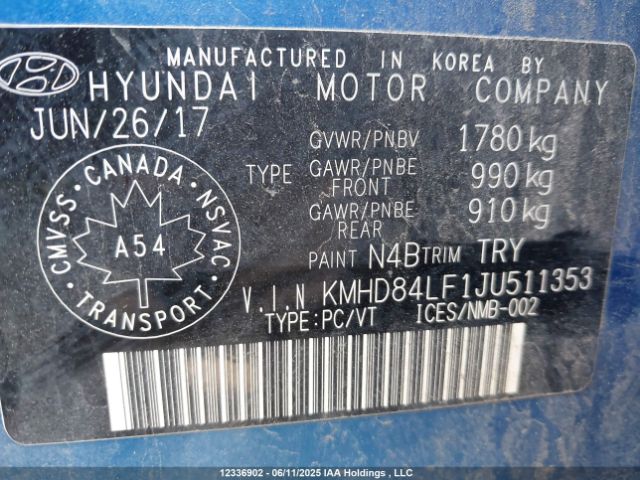 MANUFACTURED IN KOREA BY
HYUNDAI MOTOR COMPANY
JUN/26/17
GVWR/PNBV 1780 kg
TYPE GAWR/PNBE FRONT 990 kg
GAWR/PNBE REAR 910 kg
PAINT N4B TRIM TRY
V.I.N KMHD84LF1JU511353
TYPE:PC/VT ICES/NMB-002
CMVSS · CANADA · NSVAC
A54
TRANSPORT
12336902 - 06/11/2025 IAA Holdings , LLC